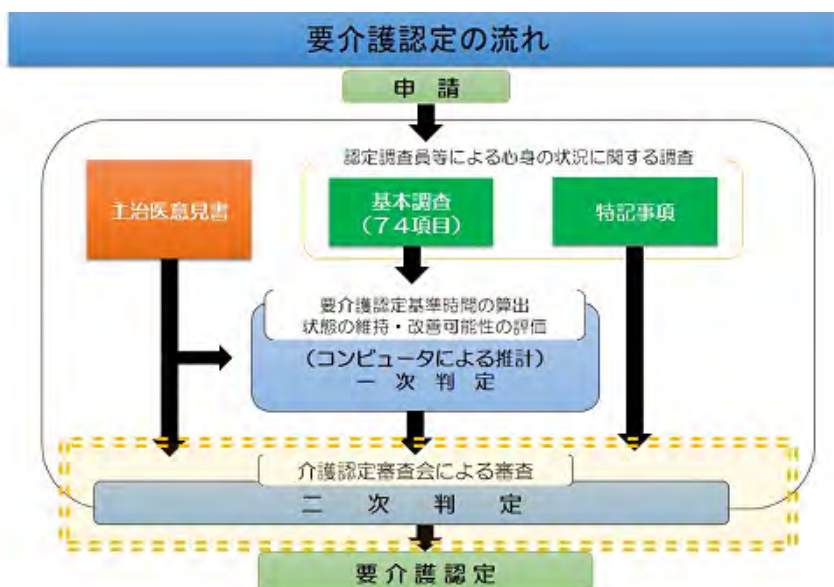 要介護認定の流れ
申 請
認定調査員等による心身の状況に関する調査
主治医意見書
基本調査
(74項目)
特記事項
要介護認定基準時間の算出
状態の維持・改善可能性の評価
(コンピュータによる推計)
一 次 判 定
介護認定審査会による審査
二 次 判 定
要介護認定